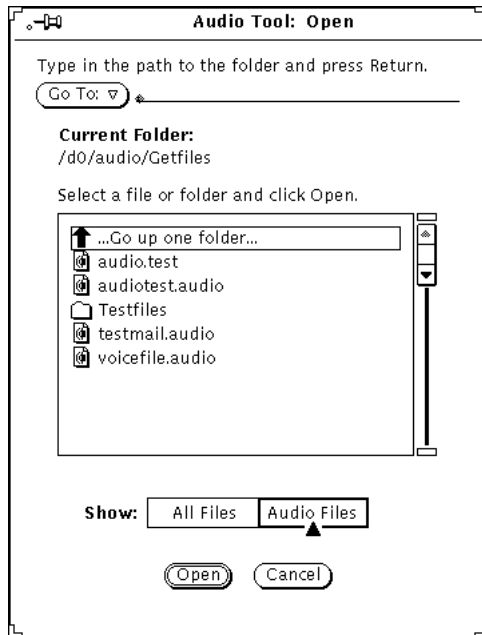 Audio Tool: Open
Type in the path to the folder and press Return.
Go To:
Current Folder:
/d0/audio/Getfiles
Select a file or folder and click Open.
...Go up one folder...
audio.test
audiotest.audio
Testfiles
testmail.audio
voicefile.audio
Show: All Files Audio Files
Open Cancel